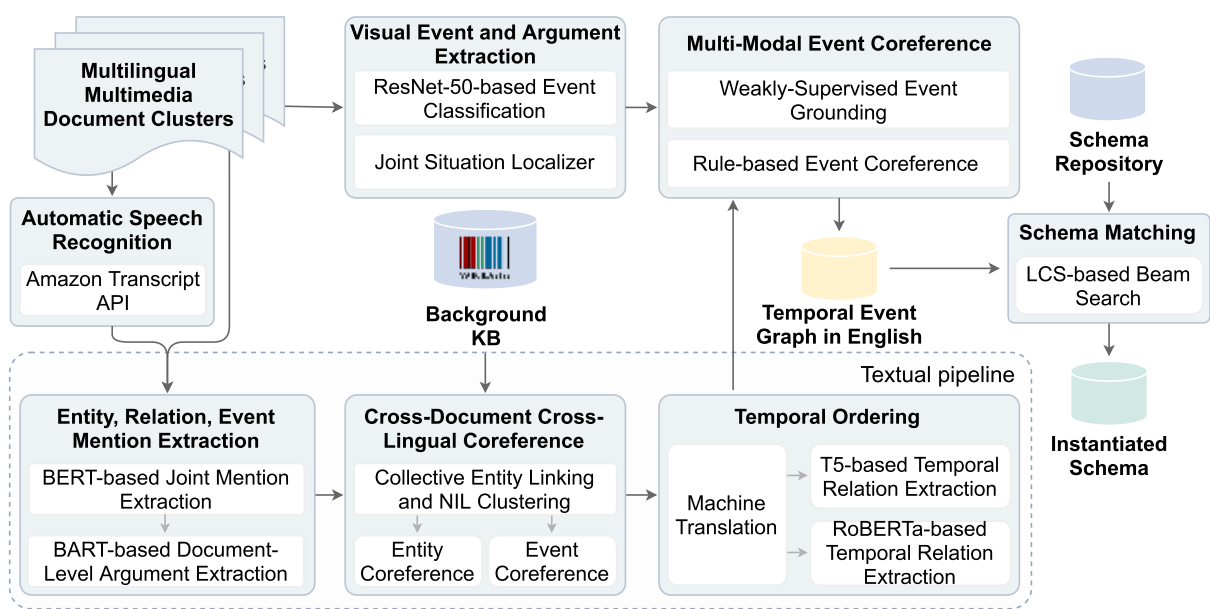 Multilingual
Multimedia
Document Clusters
Visual Event and Argument
Extraction
ResNet-50-based Event
Classification
Joint Situation Localizer
Multi-Modal Event Coreference
Weakly-Supervised Event
Grounding
Rule-based Event Coreference
Schema
Repository
Automatic Speech
Recognition
Amazon Transcript
API
Background
KB
Temporal Event
Graph in English
Schema Matching
LCS-based Beam
Search
Instantiated
Schema
Textual pipeline
Entity, Relation, Event
Mention Extraction
BERT-based Joint Mention
Extraction
BART-based Document-
Level Argument Extraction
Cross-Document Cross-
Lingual Coreference
Collective Entity Linking
and NIL Clustering
Entity
Coreference
Event
Coreference
Temporal Ordering
Machine
Translation
T5-based Temporal
Relation Extraction
RoBERTa-based
Temporal Relation
Extraction